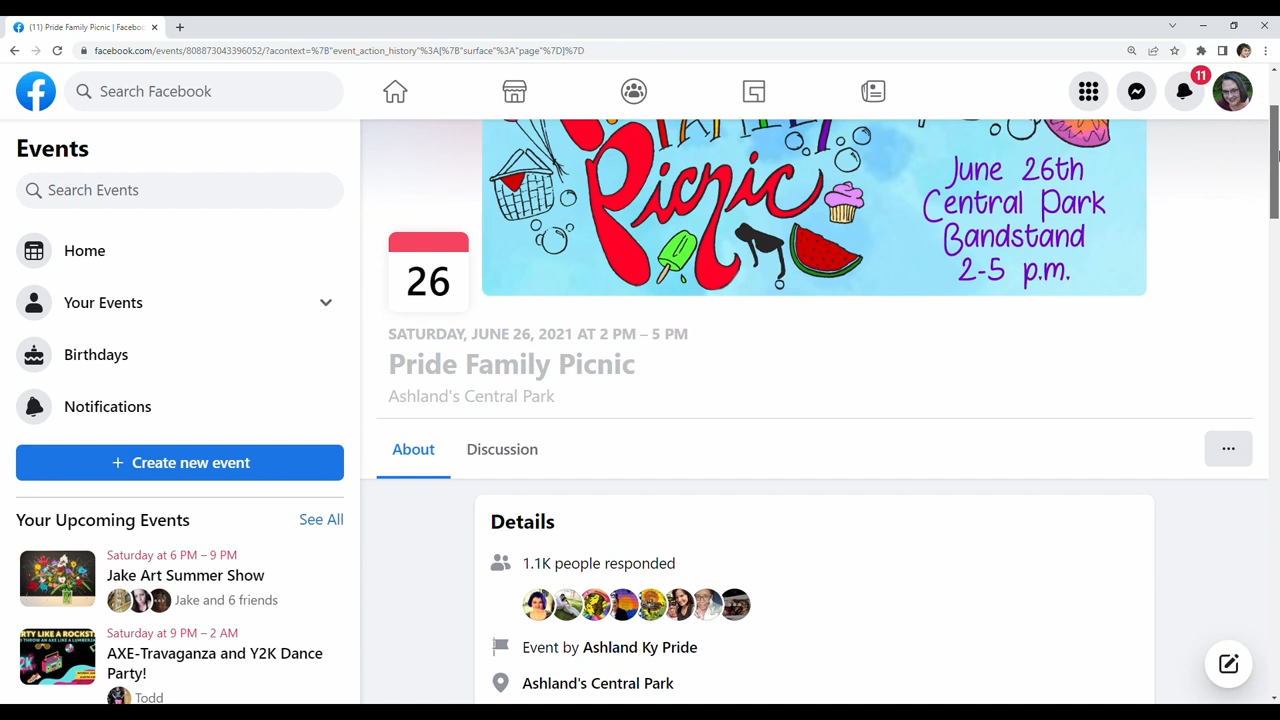 (11) Pride Family Picnic | Facebo
facebook.com/events/808873043396052/?acontext=%7B"event_action_history"%3A[%7B"surface"%3A"page"%7D]%7D
Search Facebook
11
Events
Search Events
Home
Your Events
Birthdays
Notifications
+ Create new event
Your Upcoming Events
See All
Saturday at 6 PM – 9 PM
Jake Art Summer Show
Jake and 6 friends
Saturday at 9 PM – 2 AM
AXE-Travaganza and Y2K Dance
Party!
Todd
Picnic
June 26th
Central Park
Bandstand
2-5 p.m.
26
SATURDAY, JUNE 26, 2021 AT 2 PM – 5 PM
Pride Family Picnic
Ashland's Central Park
About
Discussion
Details
1.1K people responded
Event by Ashland Ky Pride
Ashland's Central Park